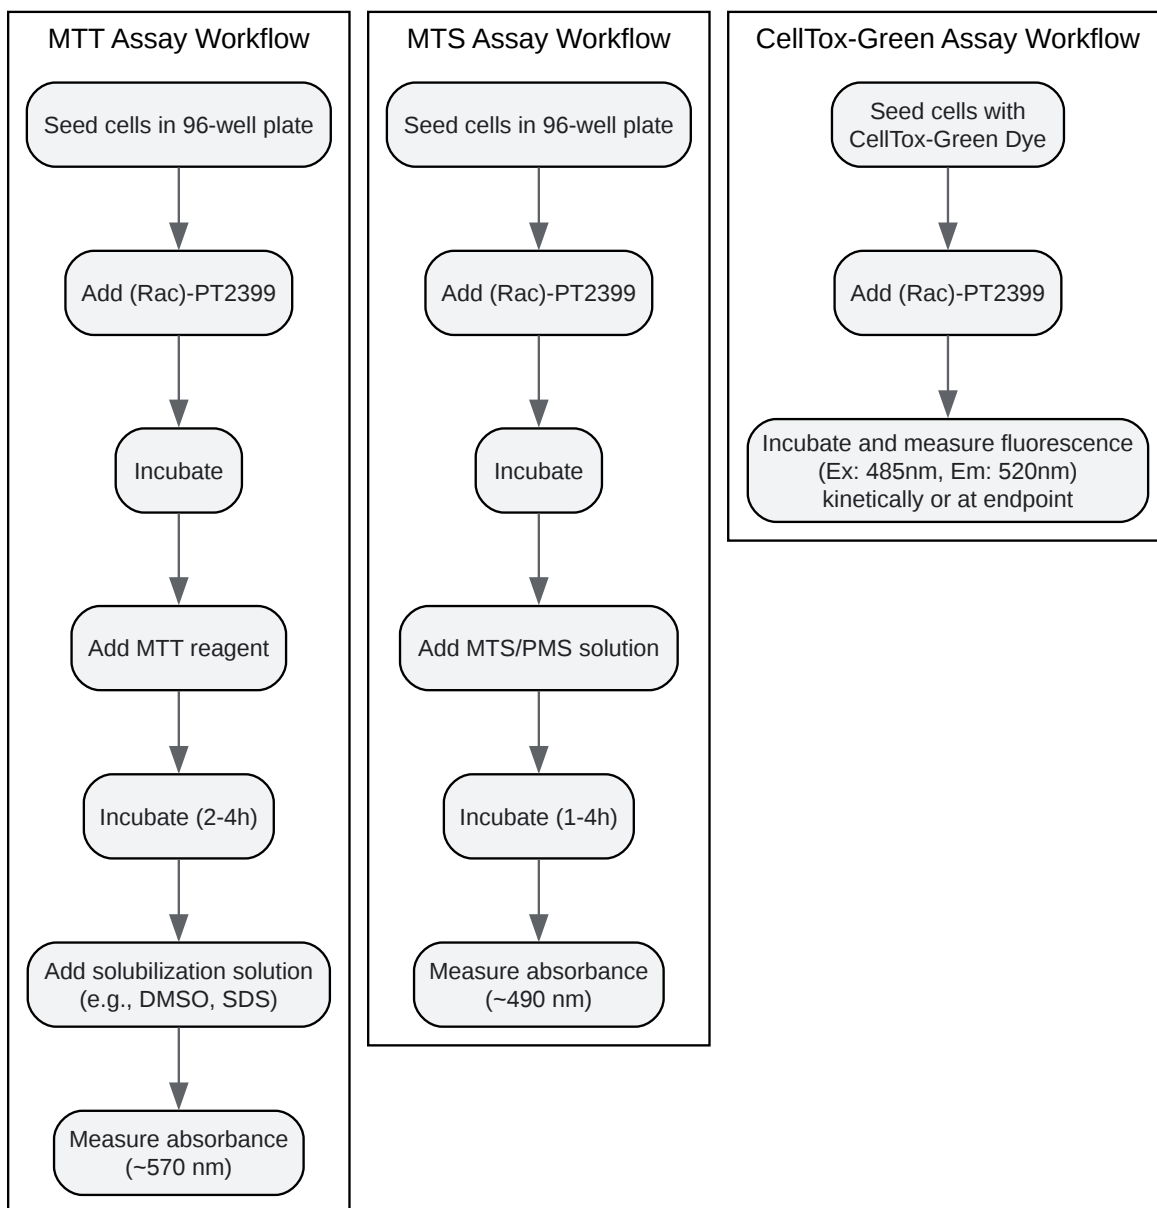 MTT Assay Workflow
Seed cells in 96-well plate
Add (Rac)-PT2399
Incubate
Add MTT reagent
Incubate (2-4h)
Add solubilization solution
(e.g., DMSO, SDS)
Measure absorbance
(~570 nm)
MTS Assay Workflow
Seed cells in 96-well plate
Add (Rac)-PT2399
Incubate
Add MTS/PMS solution
Incubate (1-4h)
Measure absorbance
(~490 nm)
CellTox-Green Assay Workflow
Seed cells with
CellTox-Green Dye
Add (Rac)-PT2399
Incubate and measure fluorescence
(Ex: 485nm, Em: 520nm)
kinetically or at endpoint